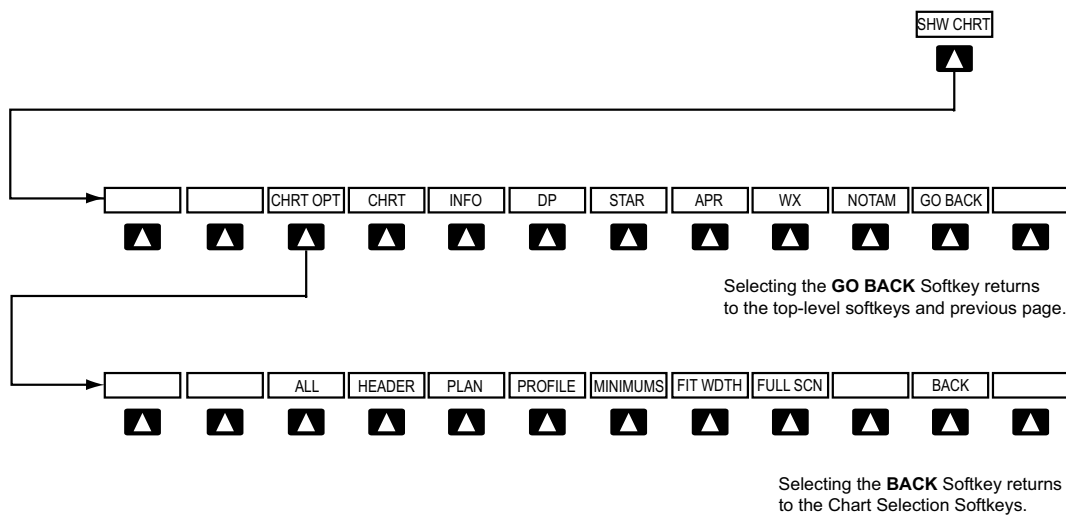 SHW CHRT
CHRT OPT CHRT INFO DP STAR APR WX NOTAM GO BACK
Selecting the GO BACK Softkey returns
to the top-level softkeys and previous page.
ALL HEADER PLAN PROFILE MINIMUMS FIT WDTH FULL SCN BACK
Selecting the BACK Softkey returns
to the Chart Selection Softkeys.